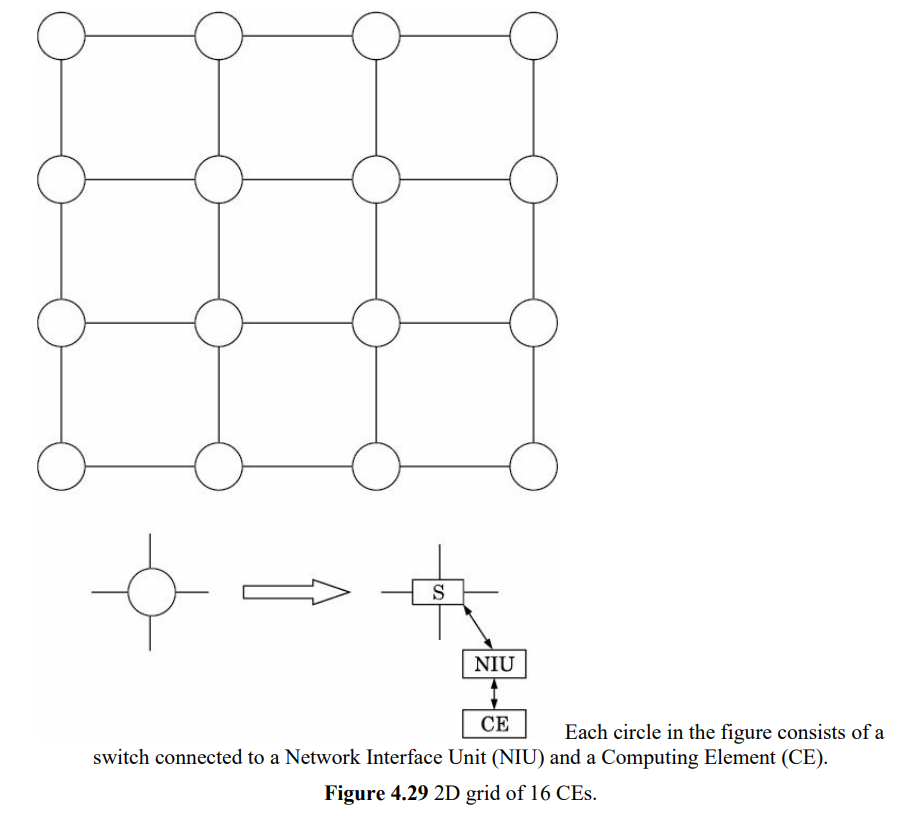 S
NIU
CE
Each circle in the figure consists of a
switch connected to a Network Interface Unit (NIU) and a Computing Element (CE).
Figure 4.29 2D grid of 16 CEs.